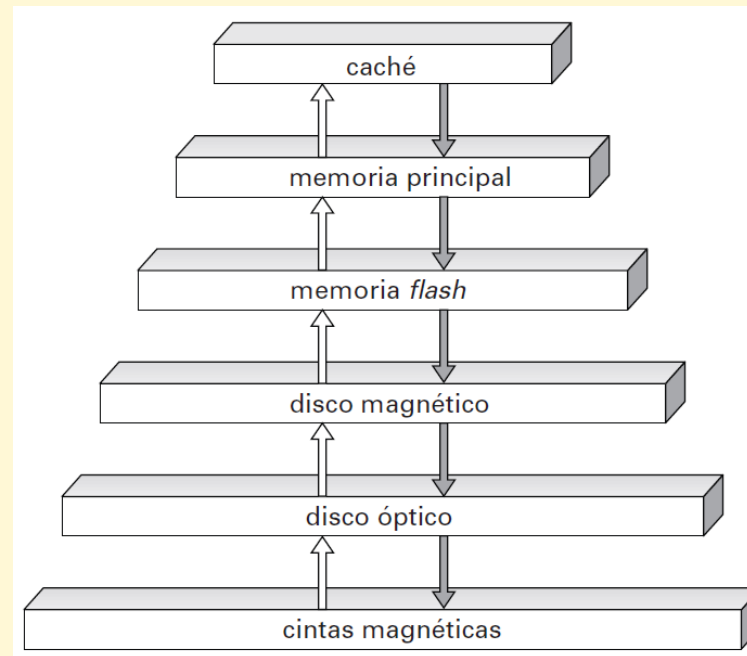 caché
memoria principal
memoria flash
disco magnético
disco óptico
cintas magnéticas